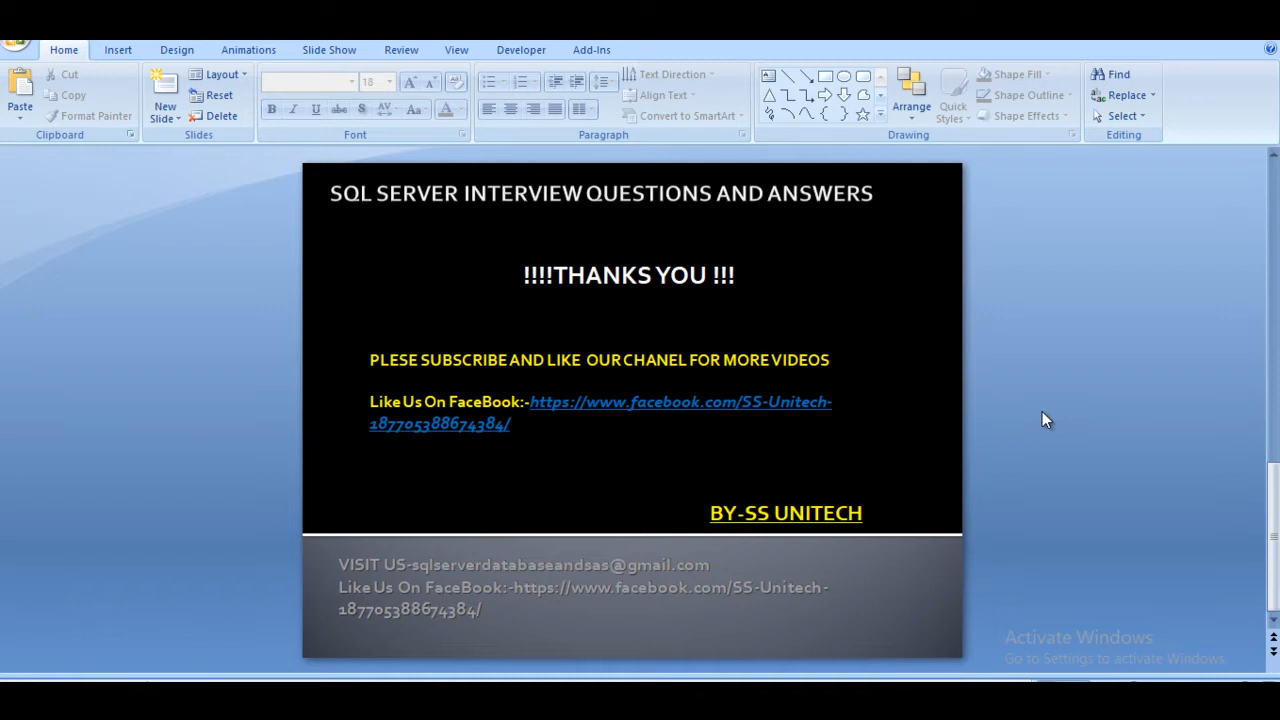 Home Insert Design Animations Slide Show Review View Developer Add-Ins
Cut
Copy
Format Painter
Paste
Clipboard
New
Slide
Layout
Reset
Delete
Slides
18
B I U abc S AV Aa A
Font
Text Direction
Align Text
Convert to SmartArt
Paragraph
Arrange
Quick
Styles
Shape Fill
Shape Outline
Shape Effects
Drawing
Find
Replace
Select
Editing
SQL SERVER INTERVIEW QUESTIONS AND ANSWERS
!!!!THANKS YOU !!!
PLESE SUBSCRIBE AND LIKE OUR CHANEL FOR MORE VIDEOS
Like Us On FaceBook:-https://www.facebook.com/SS-Unitech-
187705388674384/
BY-SS UNITECH
VISIT US-sqlserverdatabaseandsas@gmail.com
Like Us On FaceBook:-https://www.facebook.com/SS-Unitech-
187705388674384/
Activate Windows
Go to Settings to activate Windows.